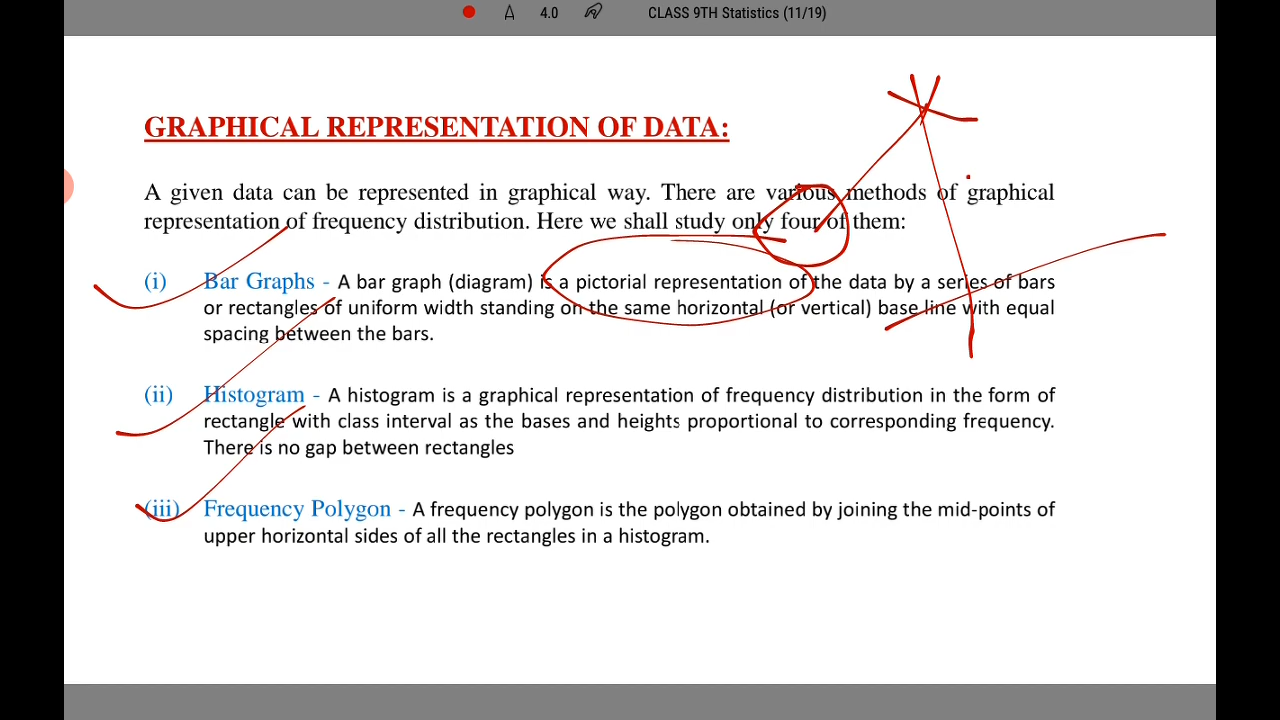 4.0 CLASS 9TH Statistics (11/19)
GRAPHICAL REPRESENTATION OF DATA:
A given data can be represented in graphical way. There are various methods of graphical
representation of frequency distribution. Here we shall study only four of them:
(i) Bar Graphs - A bar graph (diagram) is a pictorial representation of the data by a series of bars
or rectangles of uniform width standing on the same horizontal (or vertical) base line with equal
spacing between the bars.
(ii) Histogram - A histogram is a graphical representation of frequency distribution in the form of
rectangle with class interval as the bases and heights proportional to corresponding frequency.
There is no gap between rectangles
(iii) Frequency Polygon - A frequency polygon is the polygon obtained by joining the mid-points of
upper horizontal sides of all the rectangles in a histogram.